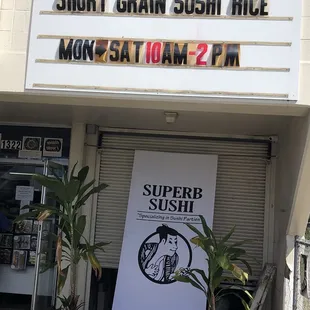 SHORT GRAIN SUSHI RICE
MON-SAT 10AM-2PM
1322
SUPERB
SUSHI
Specializing in Sushi Parties